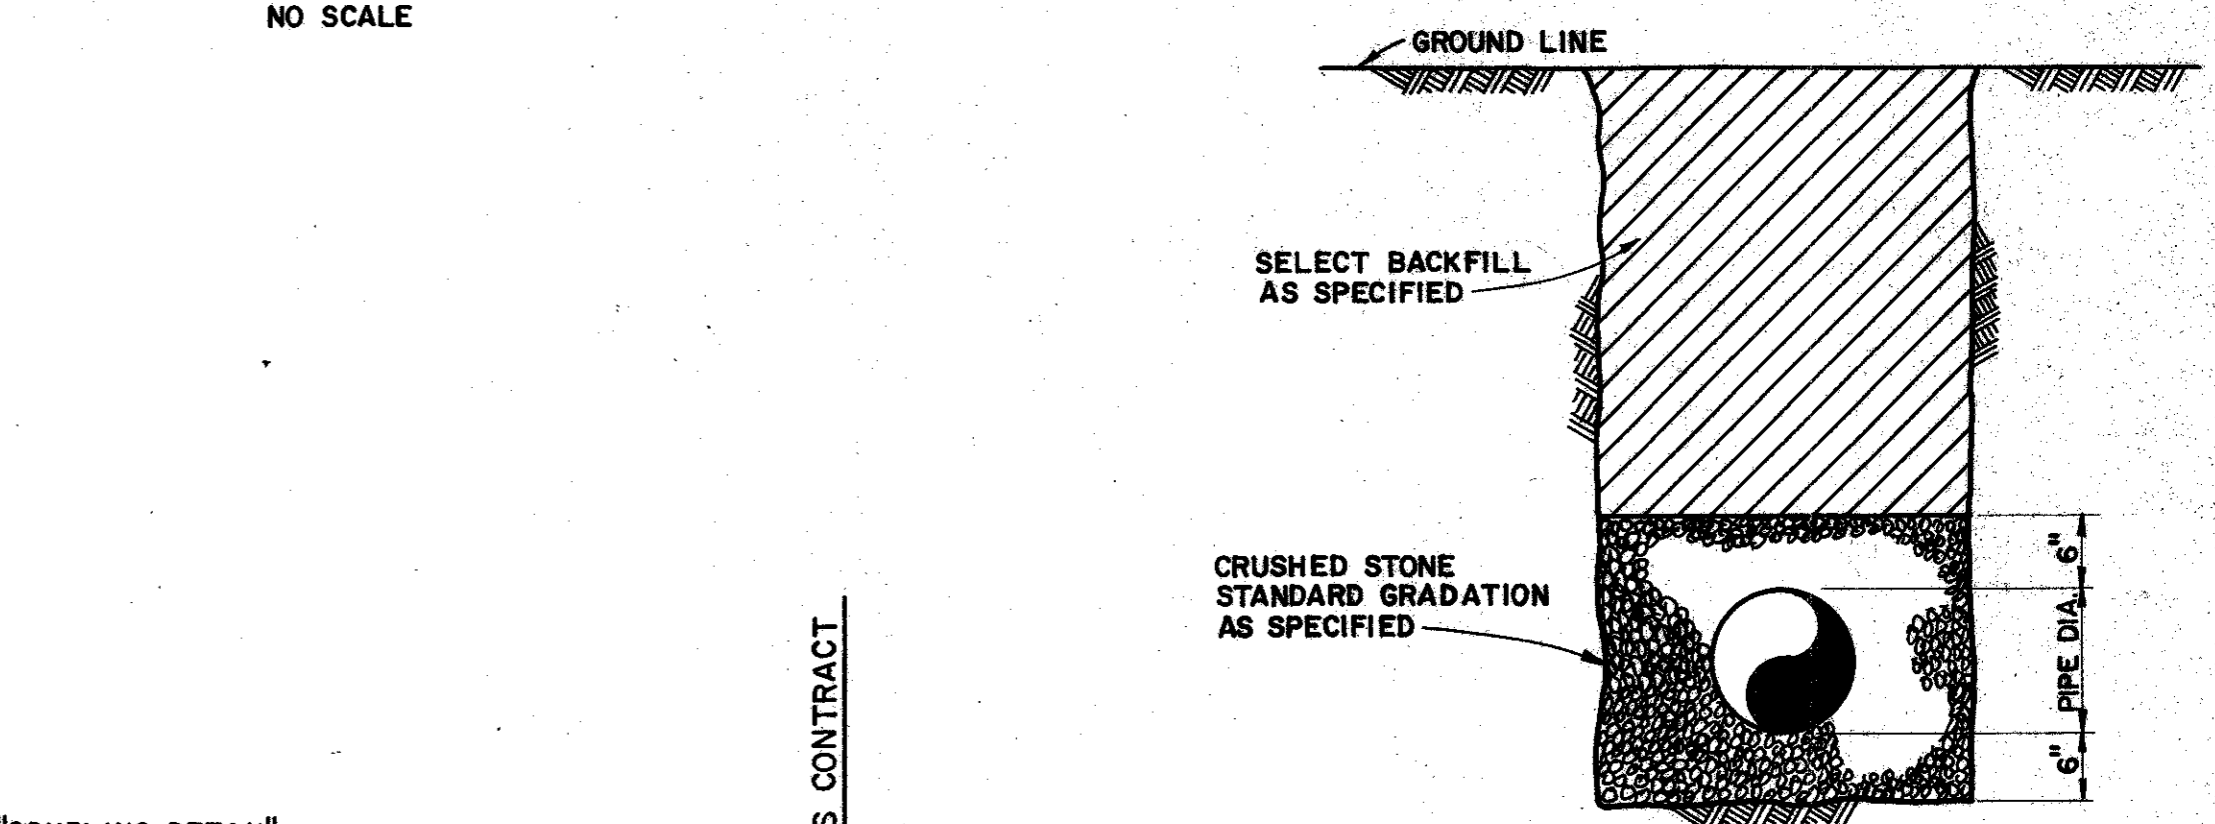 NO SCALE
GROUND LINE
SELECT BACKFILL
AS SPECIFIED
CRUSHED STONE
STANDARD GRADATION
AS SPECIFIED
6"
PIPE DIA.
6"
S CONTRACT